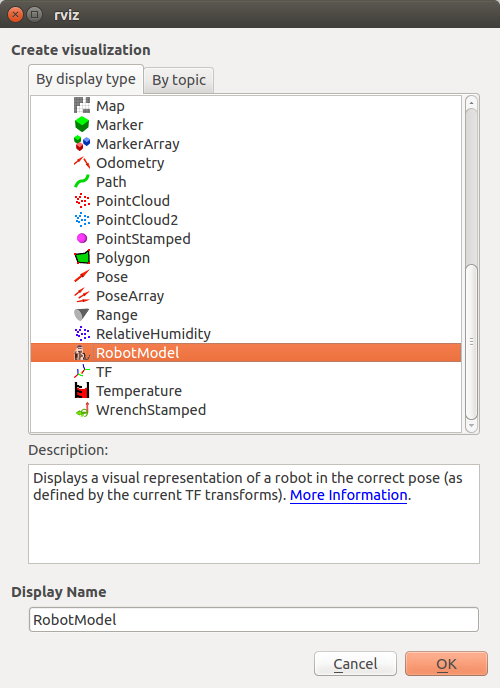 rviz
Create visualization
By display type
By topic
Map
Marker
MarkerArray
Odometry
Path
PointCloud
PointCloud2
PointStamped
Polygon
Pose
PoseArray
Range
RelativeHumidity
RobotModel
TF
Temperature
WrenchStamped
Description:
Displays a visual representation of a robot in the correct pose (as
defined by the current TF transforms). More Information.
Display Name
RobotModel
Cancel
OK